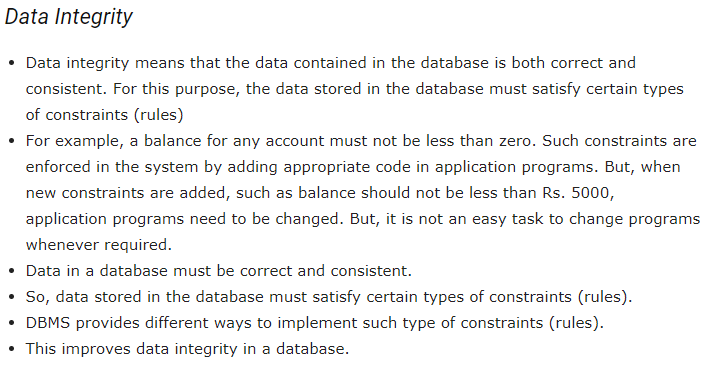 Data Integrity
• Data integrity means that the data contained in the database is both correct and
consistent. For this purpose, the data stored in the database must satisfy certain types
of constraints (rules)
• For example, a balance for any account must not be less than zero. Such constraints are
enforced in the system by adding appropriate code in application programs. But, when
new constraints are added, such as balance should not be less than Rs. 5000,
application programs need to be changed. But, it is not an easy task to change programs
whenever required.
• Data in a database must be correct and consistent.
• So, data stored in the database must satisfy certain types of constraints (rules).
• DBMS provides different ways to implement such type of constraints (rules).
• This improves data integrity in a database.